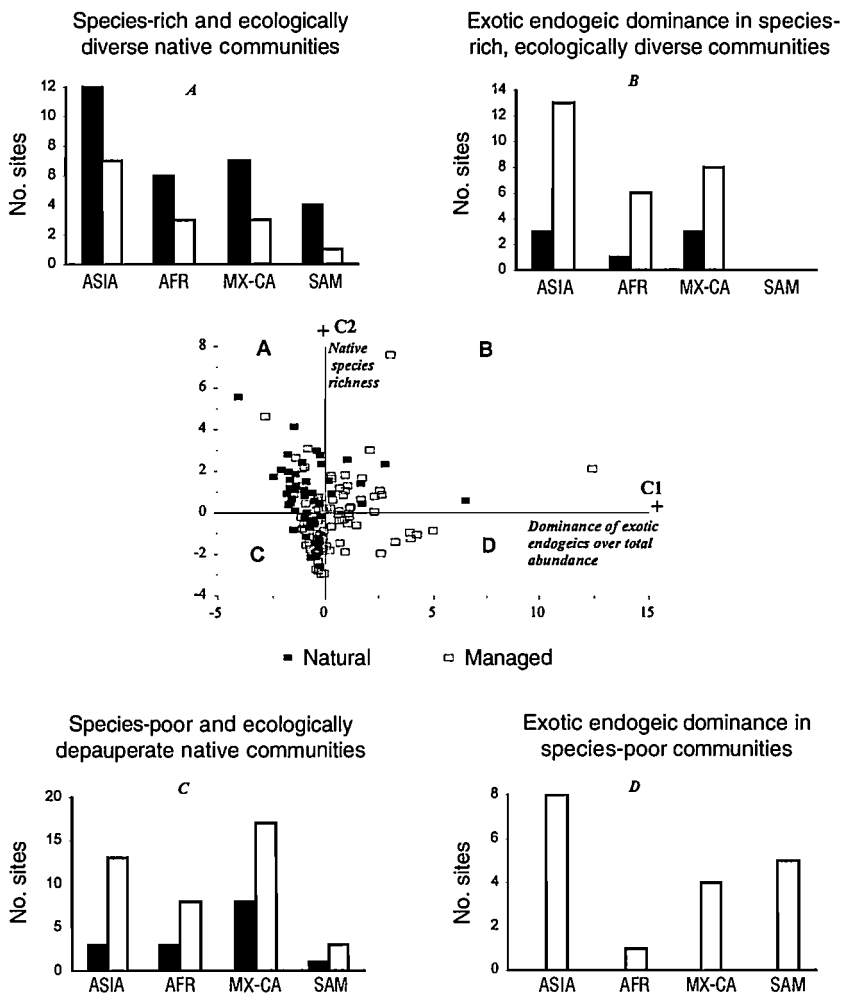 Species-rich and ecologically
diverse native communities
A
No. sites
12
10
8
6
4
2
0
ASIA AFR MX-CA SAM
Exotic endogeic dominance in species-
rich, ecologically diverse communities
B
No. sites
14
12
10
8
6
4
2
0
ASIA AFR MX-CA SAM
+ C2
Native
species
richness
A
B
8
6
4
2
0
-2
-4
C1
+
Dominance of exotic
endogeics over total
abundance
C
D
-5 0 5 10 15
Natural Managed
Species-poor and ecologically
depauperate native communities
C
No. sites
20
15
10
5
0
ASIA AFR MX-CA SAM
Exotic endogeic dominance in
species-poor communities
D
No. sites
8
6
4
2
0
ASIA AFR MX-CA SAM